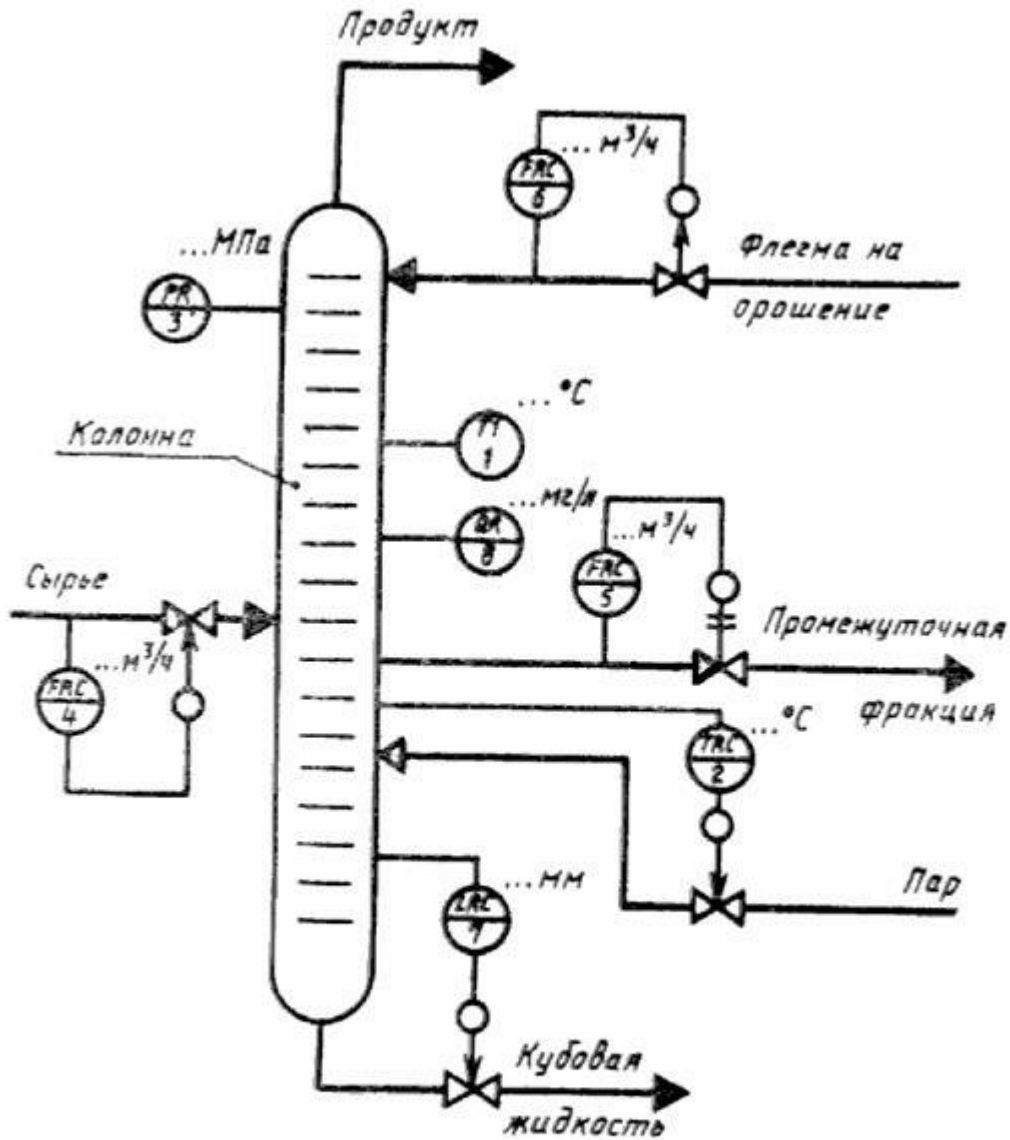 Продукт
...м³/ч
FRC
6
...МПа
Флегма на
орошение
PR
3
...°С
TI
1
Колонна
...мг/л
QR
8
...м³/ч
FRC
5
Сырье
Промежуточная
фракция
...м³/ч
FRC
4
...°С
TRC
2
Пар
...мм
LRC
7
Кубовая
жидкость